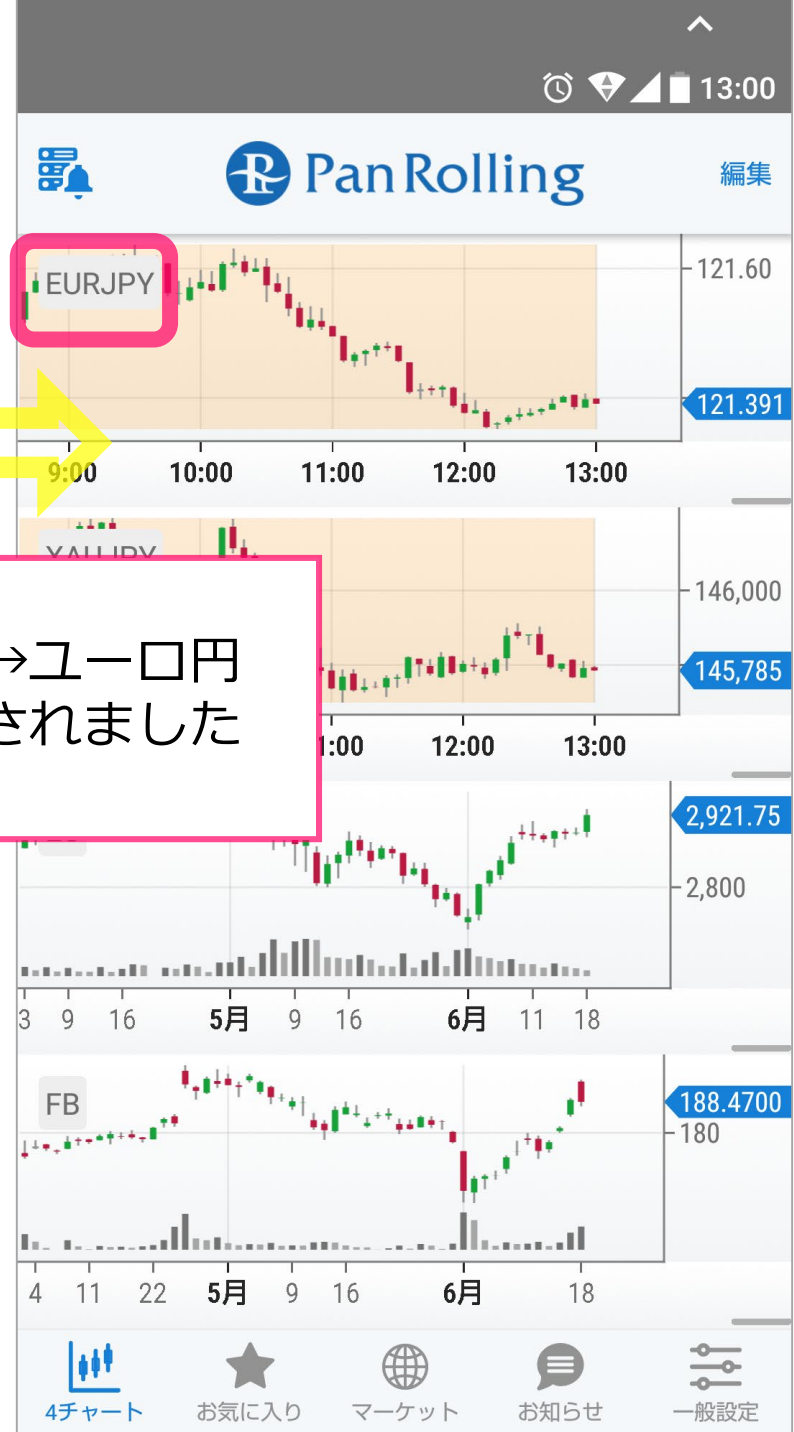 13:00
Pan Rolling
編集
EURJPY
121.60
121.391
9:00 10:00 11:00 12:00 13:00
XAUJPY
146,000
→ユーロ円
されました
145,785
1:00 12:00 13:00
2,921.75
2,800
3 9 16 5月 9 16 6月 11 18
FB
188.4700
180
4 11 22 5月 9 16 6月 18
4チャート お気に入り マーケット お知らせ 一般設定